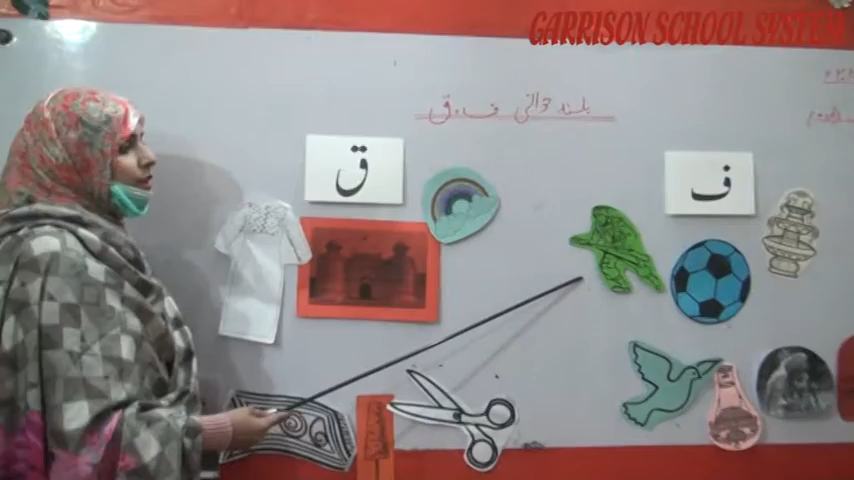 GARRISON SCHOOL SYSTEM
بلند خوانی ف ، ق
ق
ف